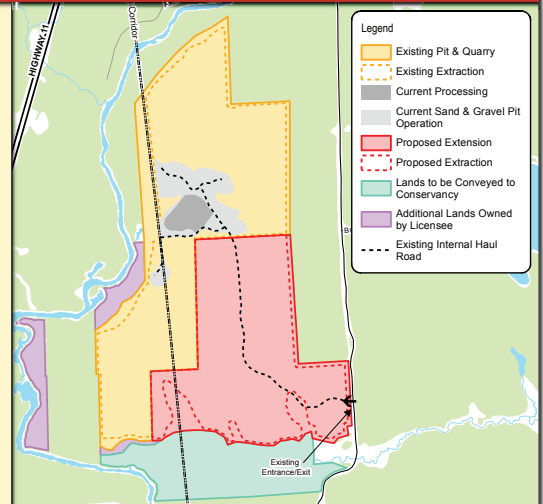 Corridor
HIGHWAY-11
Legend
Existing Pit & Quarry
Existing Extraction
Current Processing
Current Sand & Gravel Pit
Operation
Proposed Extension
Proposed Extraction
Lands to be Conveyed to
Conservancy
Additional Lands Owned
by Licensee
Existing Internal Haul
Road
Existing
Entrance/Exit